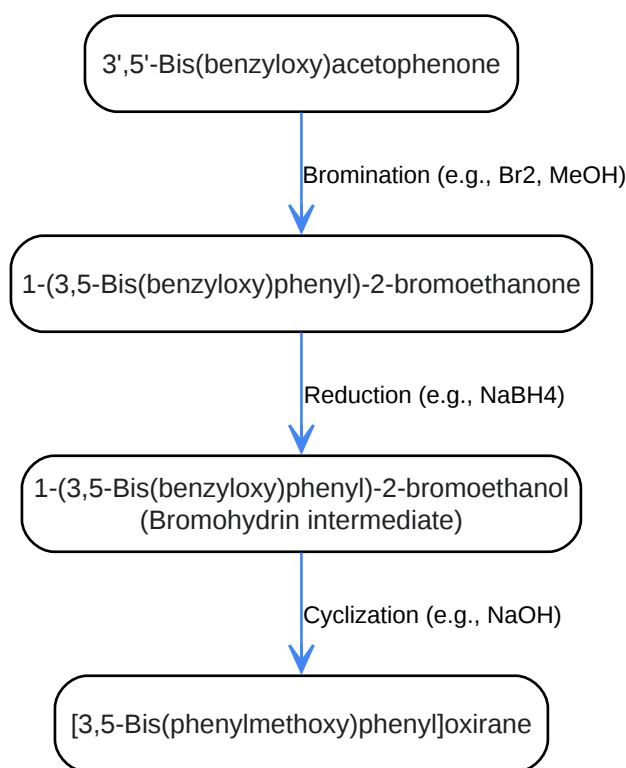 3',5'-Bis(benzyloxy)acetophenone
Bromination (e.g., Br2, MeOH)
1-(3,5-Bis(benzyloxy)phenyl)-2-bromoethanone
Reduction (e.g., NaBH4)
1-(3,5-Bis(benzyloxy)phenyl)-2-bromoethanol
(Bromohydrin intermediate)
Cyclization (e.g., NaOH)
[3,5-Bis(phenylmethoxy)phenyl]oxirane